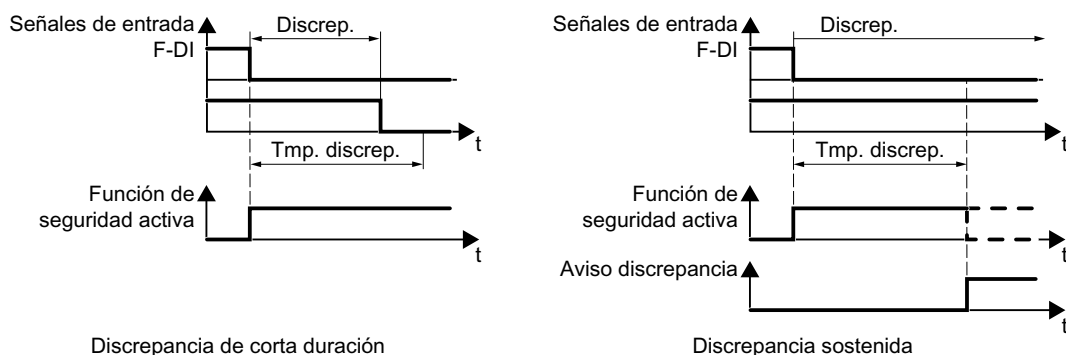 Señales de entrada
F-DI
Discrep.
t
Tmp. discrep.
Función de
seguridad activa
t
Discrepancia de corta duración
Señales de entrada
F-DI
Discrep.
t
Tmp. discrep.
Función de
seguridad activa
t
Aviso discrepancia
t
Discrepancia sostenida